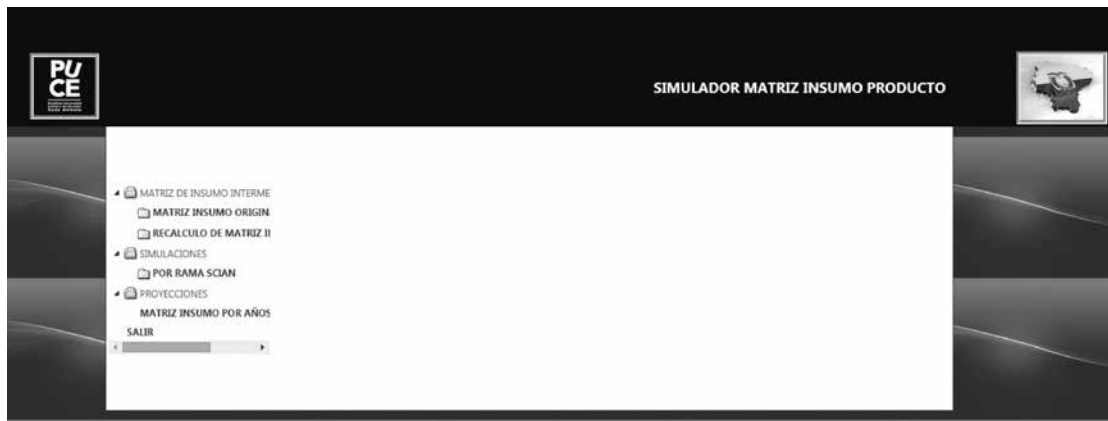 PU
CE
SIMULADOR MATRIZ INSUMO PRODUCTO
MATRIZ DE INSUMO INTERME
MATRIZ INSUMO ORIGIN
RECALCULO DE MATRIZ
SIMULACIONES
POR RAMA SCIAN
PROYECCIONES
MATRIZ INSUMO POR AÑOS
SALIR